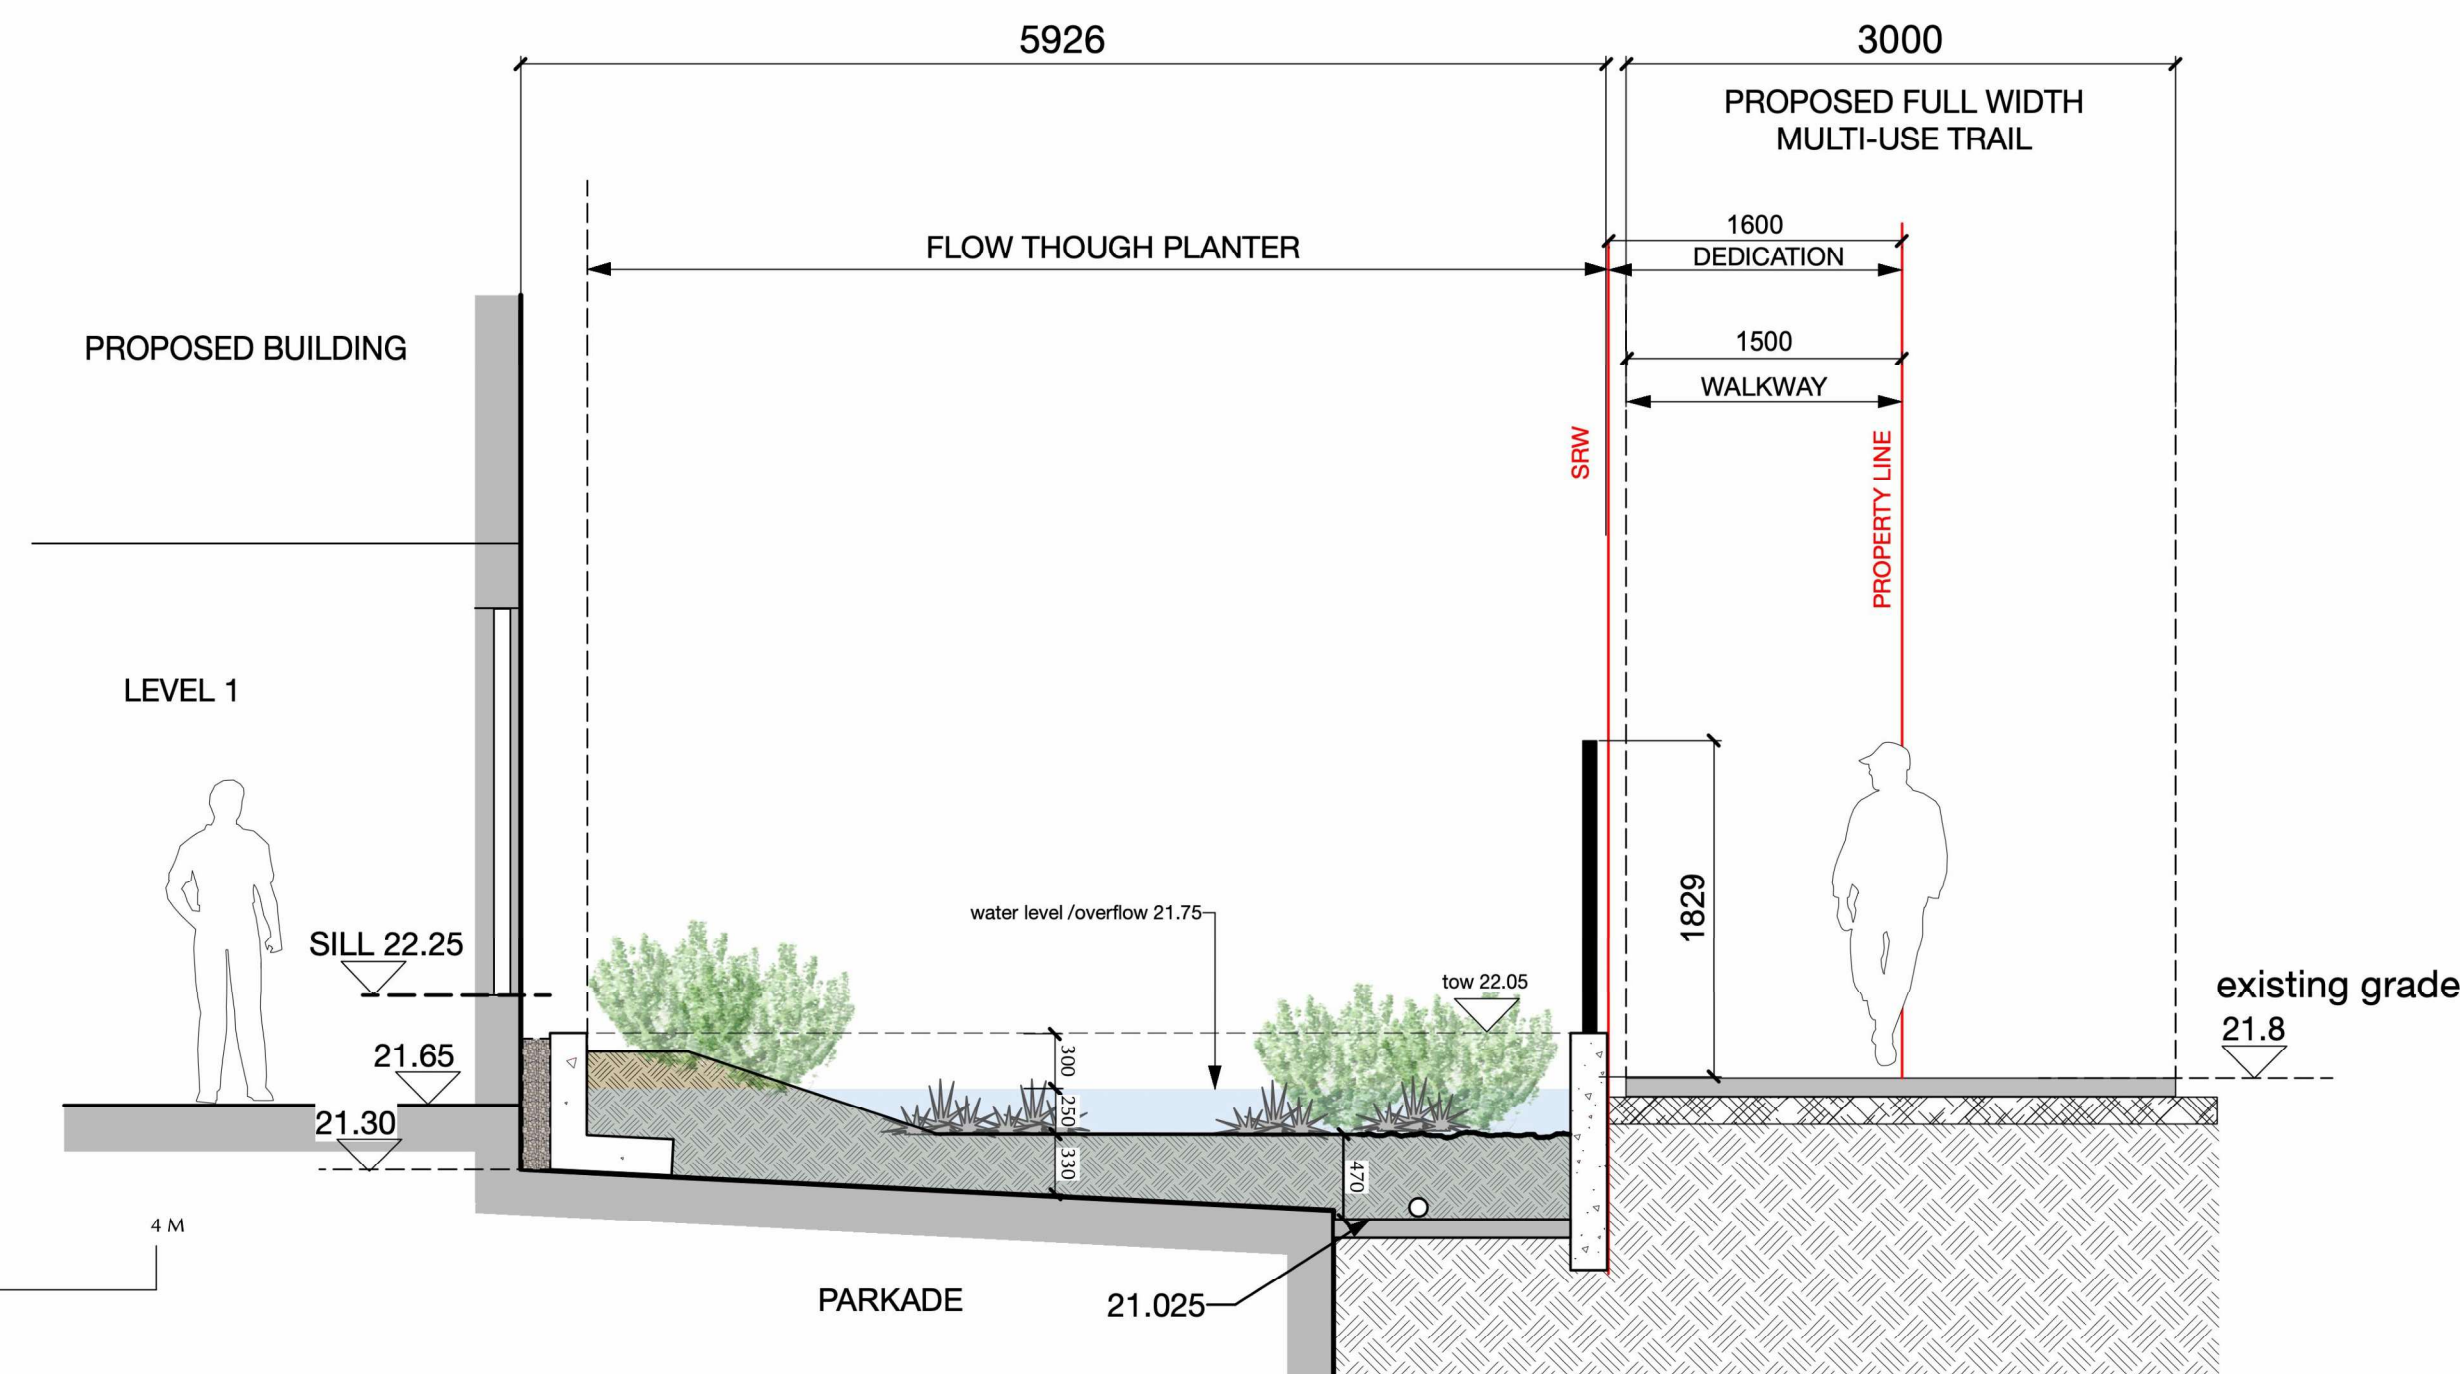 5926
3000
PROPOSED FULL WIDTH
MULTI-USE TRAIL
1600
DEDICATION
FLOW THOUGH PLANTER
1500
WALKWAY
PROPOSED BUILDING
SRW
PROPERTY LINE
LEVEL 1
1829
water level /overflow 21.75
SILL 22.25
tow 22.05
existing grade
21.8
21.65
300
250
21.30
330
470
4 M
PARKADE
21.025